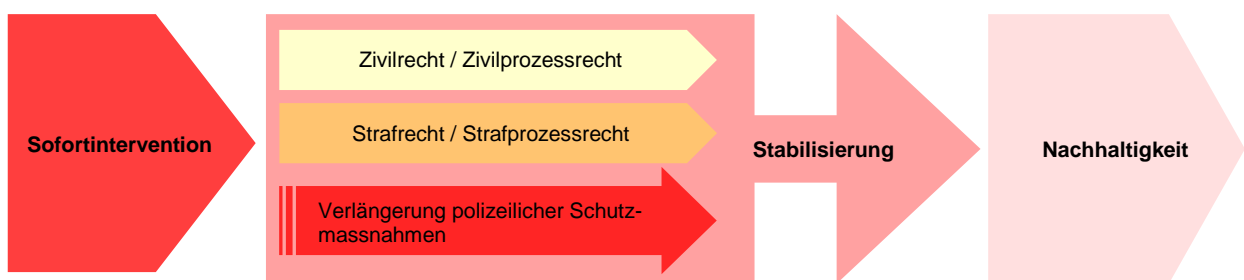 Sofortintervention
Zivilrecht / Zivilprozessrecht
Strafrecht / Strafprozessrecht
Verlängerung polizeilicher Schutz-
massnahmen
Stabilisierung
Nachhaltigkeit